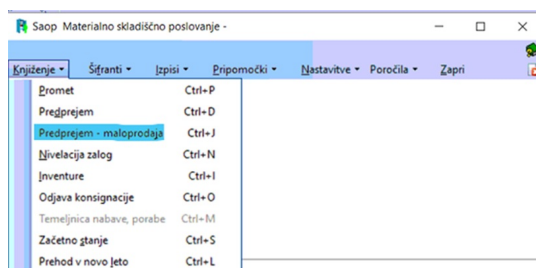 Saop Materialno skladiščno poslovanje -
Knjiženje Šifranti Izpisi Pripomočki Nastavitve Poročila Zapri
Promet Ctrl+P
Predprejem Ctrl+D
Predprejem - maloprodaja Ctrl+J
Nivelacija zalog Ctrl+N
Inventure Ctrl+I
Odjava konsignacije Ctrl+O
Temeljnica nabave, porabe Ctrl+M
Začetno stanje Ctrl+S
Prehod v novo leto Ctrl+L